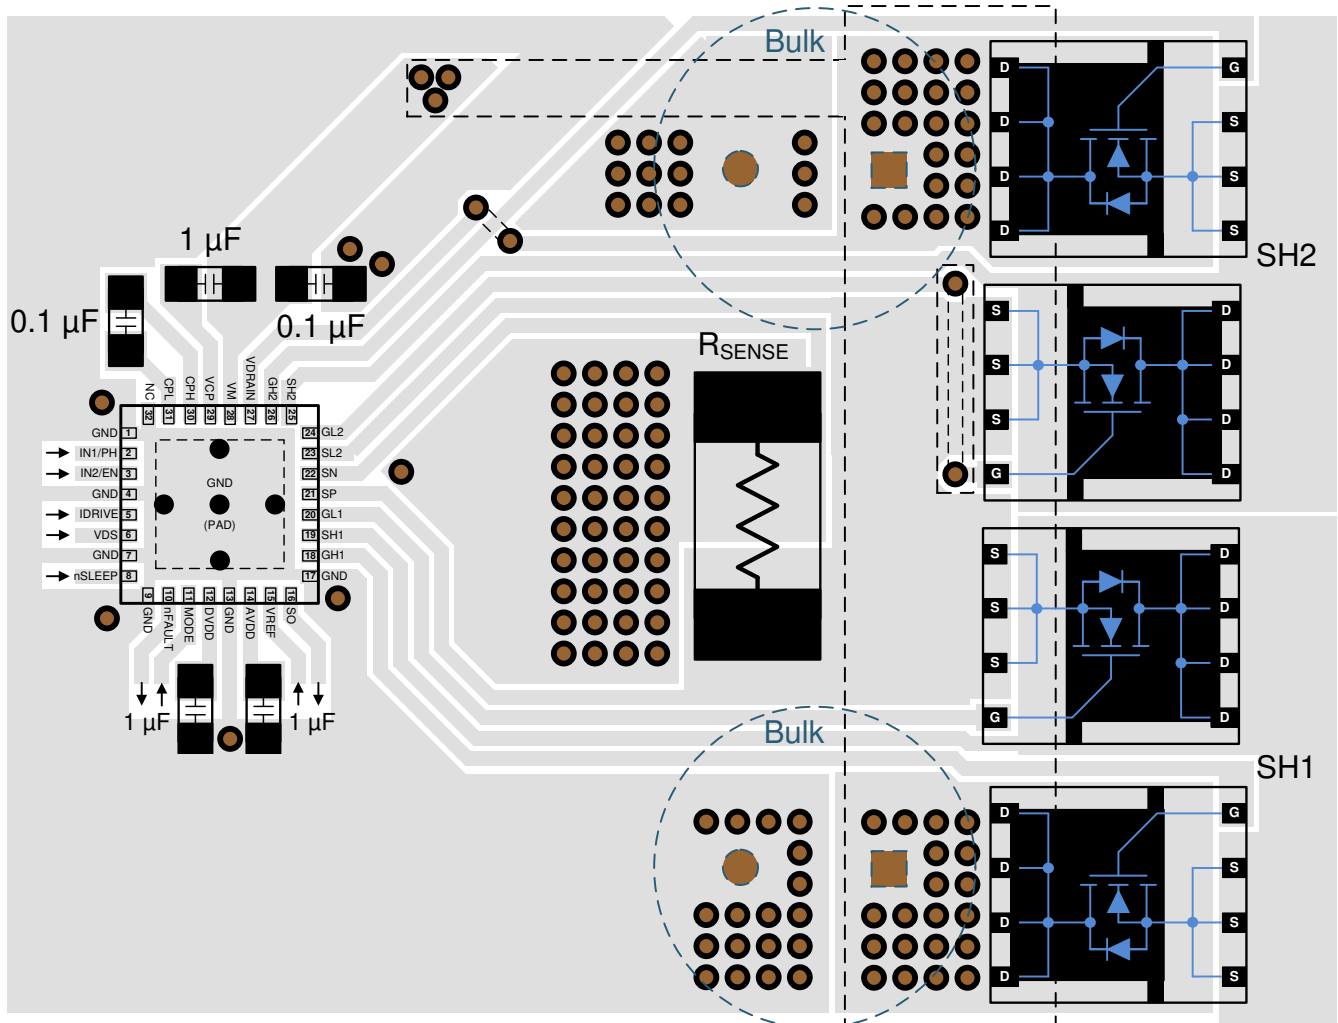 Bulk
D
D
D
D
G
S
S
S
SH2
1 µF
0.1 µF
0.1 µF
R_SENSE
S
S
S
G
D
D
D
D
NC
CPL
CPH
VCP
VM
VDRAIN
GH2
SH2
32
31
30
29
28
27
26
25
GND 1
IN1/PH 2
IN2/EN 3
GND 4
IDRIVE 5
VDS 6
GND 7
nSLEEP 8
GND
(PAD)
24 GL2
23 SL2
22 SN
21 SP
20 GL1
19 SH1
18 GH1
17 GND
9
10
11
12
13
14
15
16
GND
nFAULT
MODE
DVDD
GND
AVDD
VREF
SO
1 µF
1 µF
S
S
S
G
D
D
D
D
Bulk
SH1
D
D
D
D
G
S
S
S